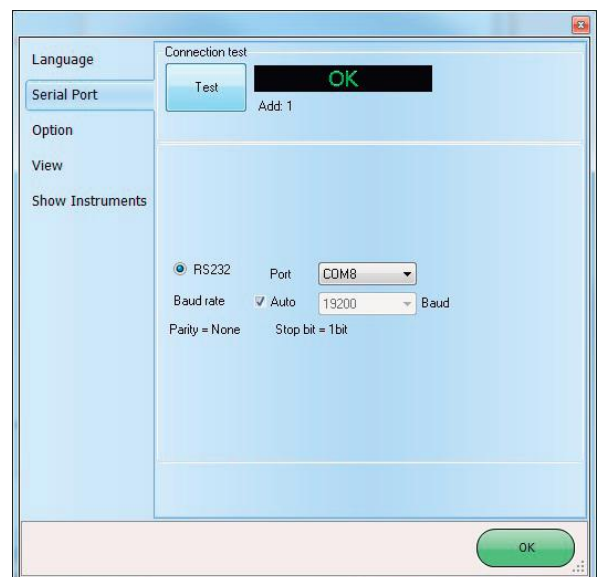 Language
Serial Port
Option
View
Show Instruments
Connection test
Test
OK
Add: 1
RS232 Port COM8
Baud rate Auto 19200 Baud
Parity = None Stop bit = 1bit
OK